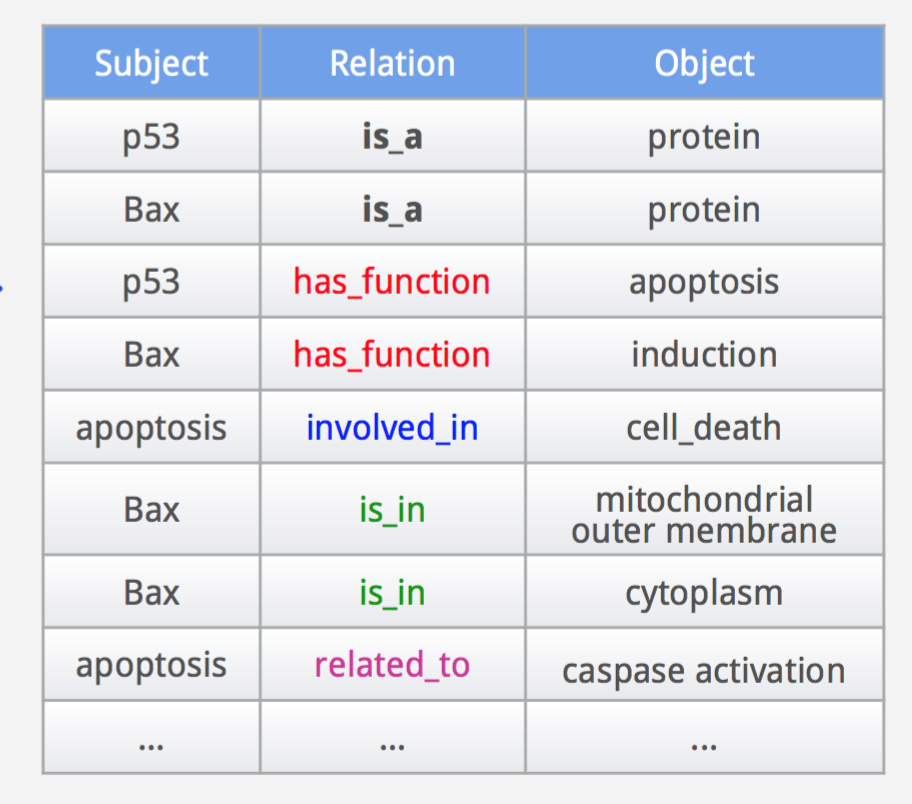 Subject Relation Object
p53 is_a protein
Bax is_a protein
p53 has_function apoptosis
Bax has_function induction
apoptosis involved_in cell_death
Bax is_in mitochondrial
outer membrane
Bax is_in cytoplasm
apoptosis related_to caspase activation
... ... ...